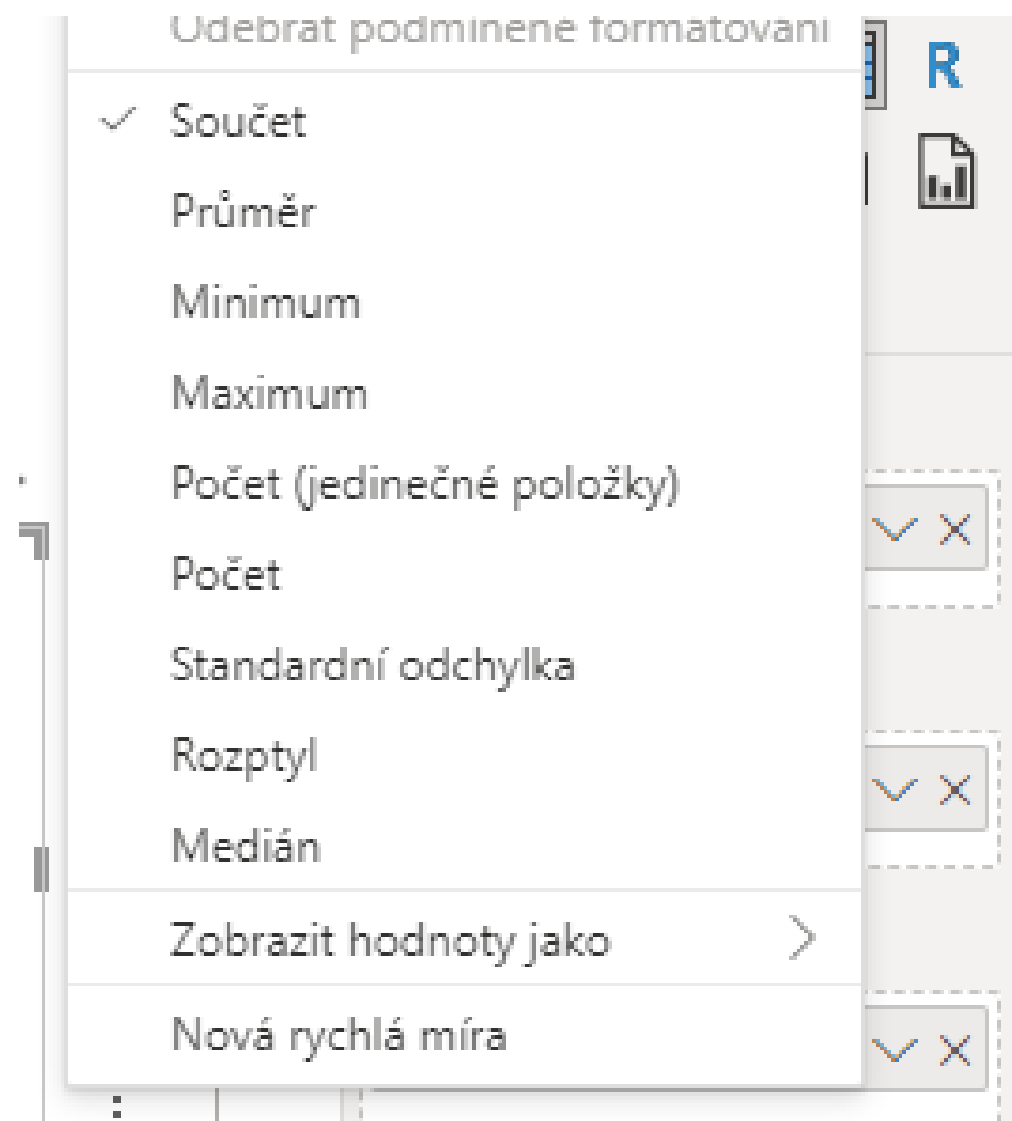 Odebrat podmíněné formátování
Součet
Průměr
Minimum
Maximum
Počet (jedinečné položky)
Počet
Standardní odchylka
Rozptyl
Medián
Zobrazit hodnoty jako
Nová rychlá míra
R